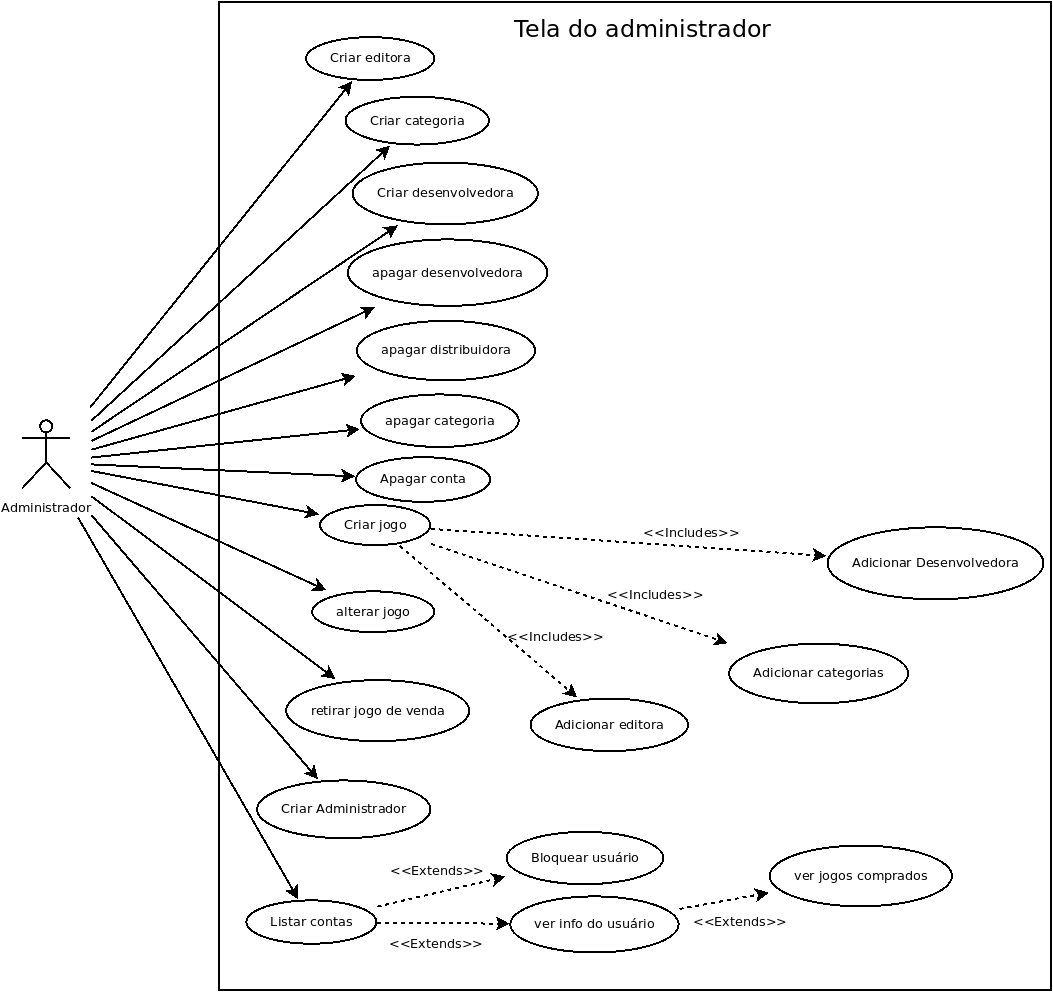 Tela do administrador
Criar editora
Criar categoria
Criar desenvolvedora
apagar desenvolvedora
apagar distribuidora
apagar categoria
Apagar conta
Administrador
Criar jogo
<<Includes>>
Adicionar Desenvolvedora
<<Includes>>
alterar jogo
<<Includes>>
Adicionar categorias
retirar jogo de venda
Adicionar editora
Criar Administrador
Bloquear usuário
<<Extends>>
ver jogos comprados
Listar contas
ver info do usuário
<<Extends>>
<<Extends>>